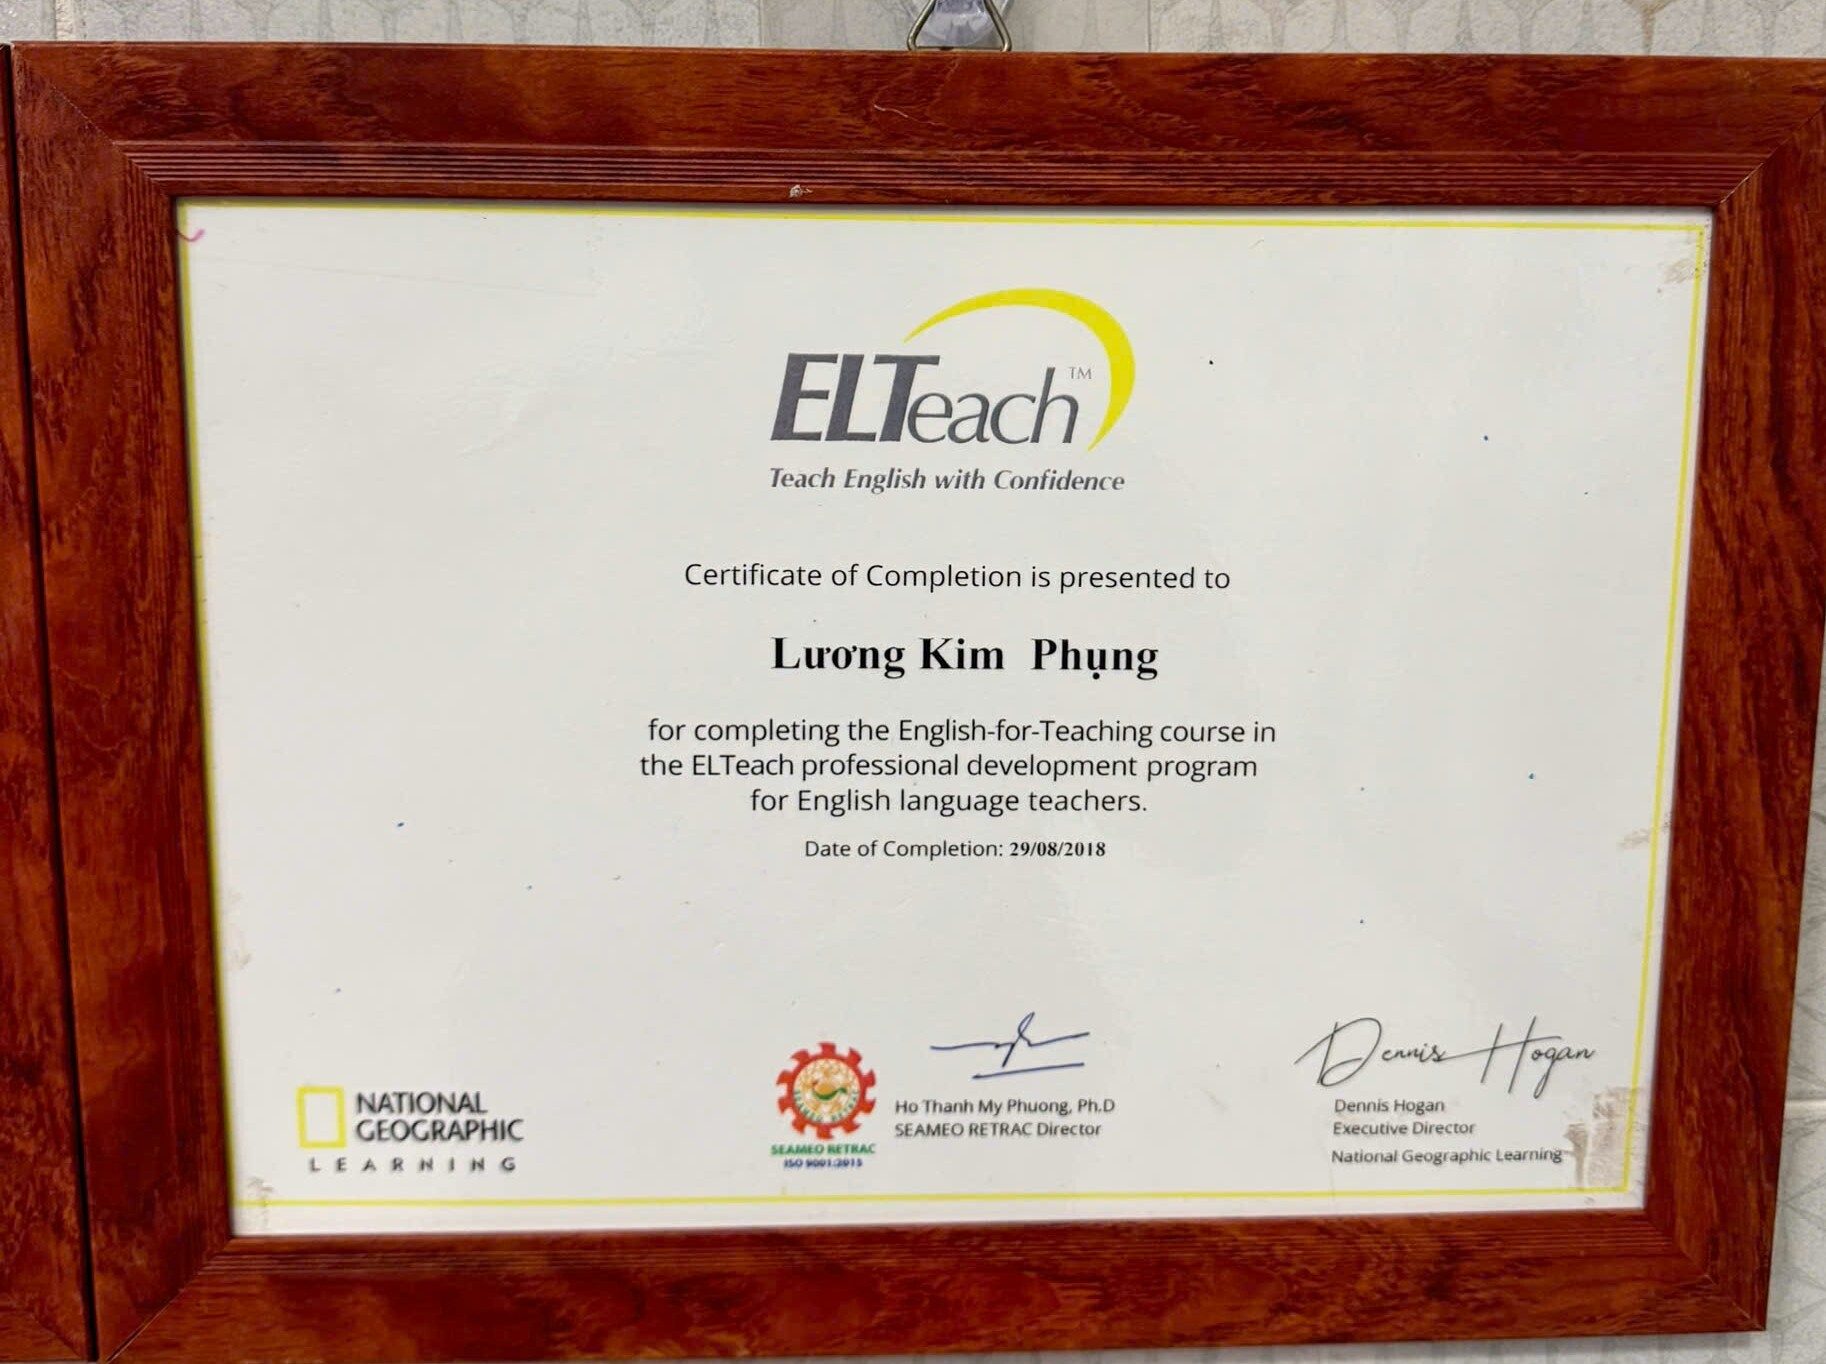 ELTeach™
Teach English with Confidence
Certificate of Completion is presented to
Lương Kim Phụng
for completing the English-for-Teaching course in
the ELTeach professional development program
for English language teachers.
Date of Completion: 29/08/2018
NATIONAL
GEOGRAPHIC
LEARNING
SEAMEO RETRAC
SEAMEO RETRAC
ISO 9001:2015
Ho Thanh My Phuong, Ph.D
SEAMEO RETRAC Director
Dennis Hogan
Dennis Hogan
Executive Director
National Geographic Learning